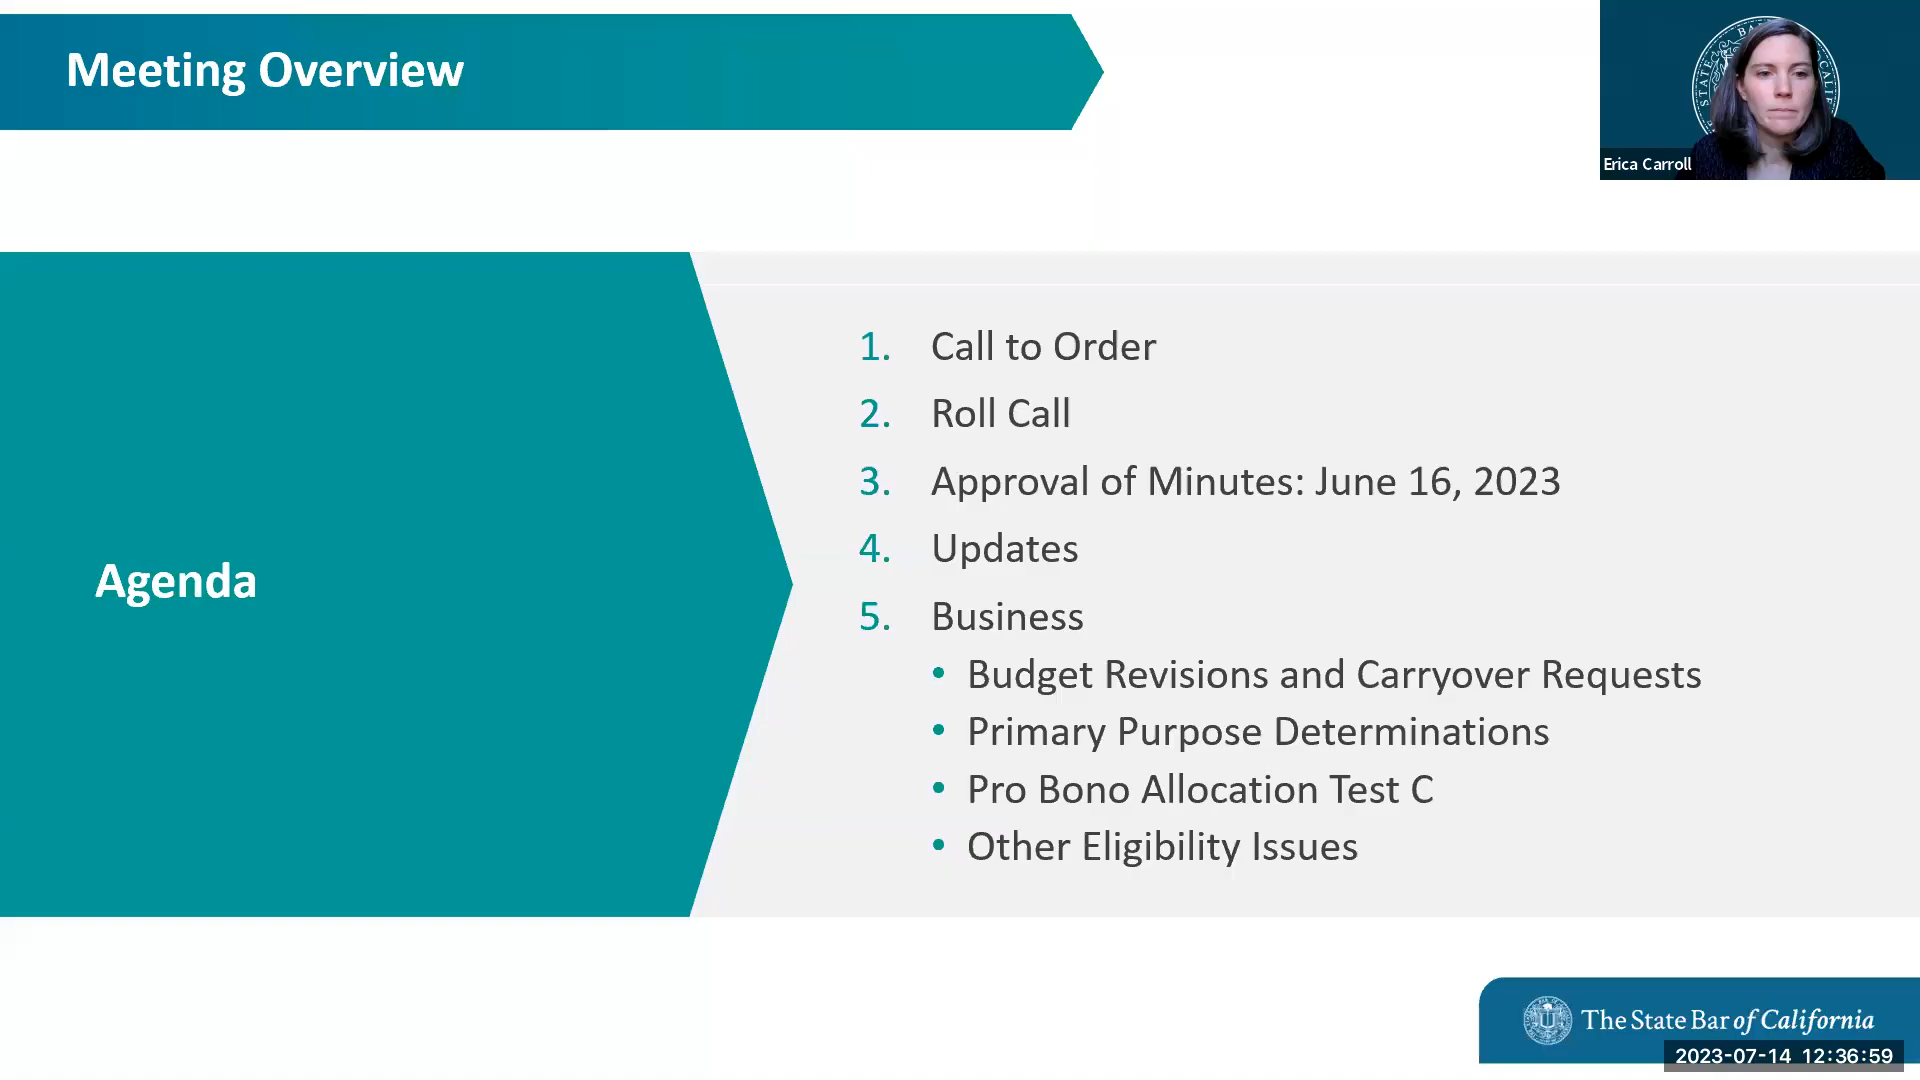 Meeting Overview
Erica Carroll
Agenda
1. Call to Order
2. Roll Call
3. Approval of Minutes: June 16, 2023
4. Updates
5. Business
• Budget Revisions and Carryover Requests
• Primary Purpose Determinations
• Pro Bono Allocation Test C
• Other Eligibility Issues
The State Bar of California
2023-07-14 12:36:59